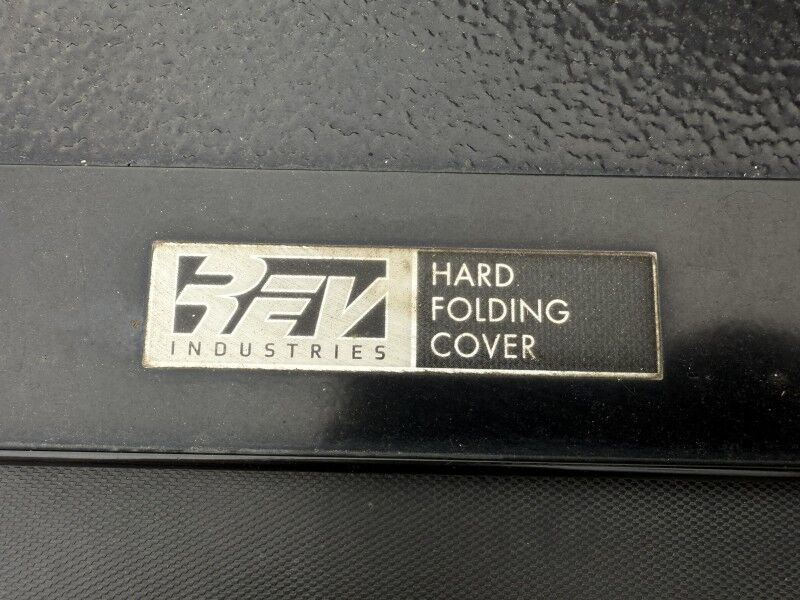 REV
INDUSTRIES
HARD
FOLDING
COVER